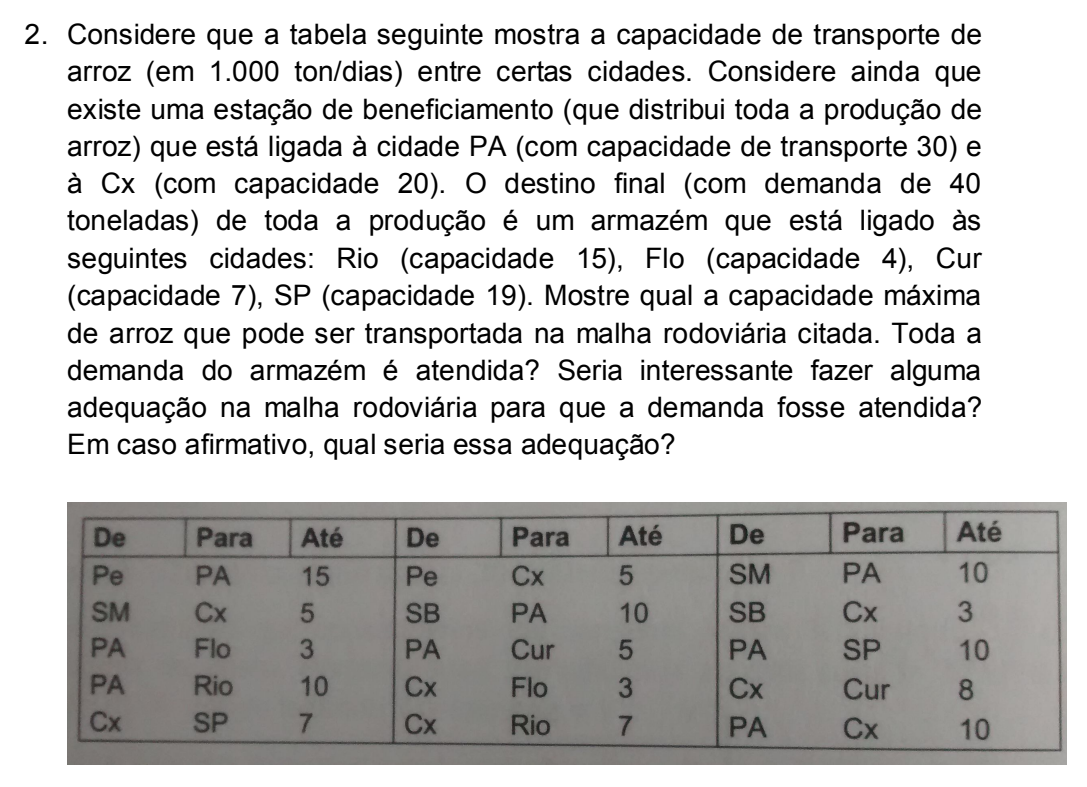 2. Considere que a tabela seguinte mostra a capacidade de transporte de
arroz (em 1.000 ton/dias) entre certas cidades. Considere ainda que
existe uma estação de beneficiamento (que distribui toda a produção de
arroz) que está ligada à cidade PA (com capacidade de transporte 30) e
à Cx (com capacidade 20). O destino final (com demanda de 40
toneladas) de toda a produção é um armazém que está ligado às
seguintes cidades: Rio (capacidade 15), Flo (capacidade 4), Cur
(capacidade 7), SP (capacidade 19). Mostre qual a capacidade máxima
de arroz que pode ser transportada na malha rodoviária citada. Toda a
demanda do armazém é atendida? Seria interessante fazer alguma
adequação na malha rodoviária para que a demanda fosse atendida?
Em caso afirmativo, qual seria essa adequação?
De Para Até De Para Até De Para Até
Pe PA 15 Pe Cx 5 SM PA 10
SM Cx 5 SB PA 10 SB Cx 3
PA Flo 3 PA Cur 5 PA SP 10
PA Rio 10 Cx Flo 3 Cx Cur 8
Cx SP 7 Cx Rio 7 PA Cx 10